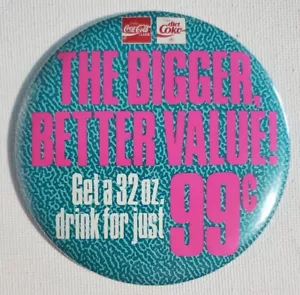 Coca-Cola
diet
Coke
THE BIGGER,
BETTER VALUE!
Get a 32 oz.
drink for just
99¢